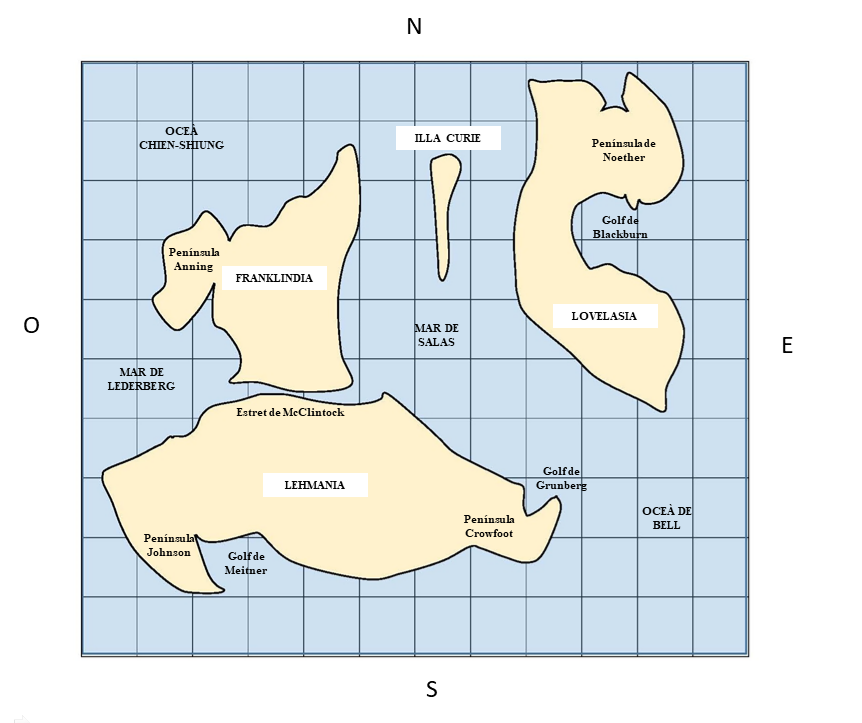 N
OCEÀ
CHIEN-SHIUNG
ILLA CURIE
Península de
Noether
Golf de
Blackburn
Península
Anning
FRANKLINDIA
LOVELASIA
O
MAR DE
SALAS
E
MAR DE
LEDERBERG
Estret de McClintock
LEHMANIA
Golf de
Grunberg
OCEÀ DE
BELL
Península
Crowfoot
Península
Johnson
Golf de
Meitner
S